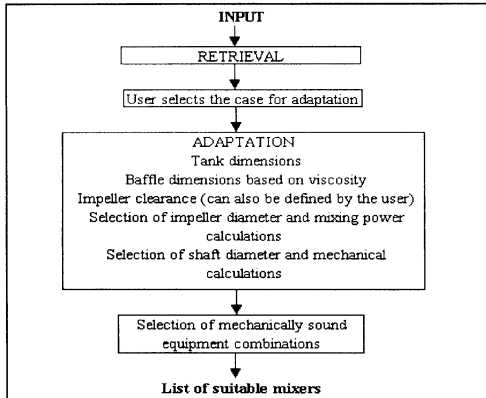 INPUT
RETRIEVAL
User selects the case for adaptation
ADAPTATION
Tank dimensions
Baffle dimensions based on viscosity
Impeller clearance (can also be defined by the user)
Selection of impeller diameter and mixing power
calculations
Selection of shaft diameter and mechanical
calculations
Selection of mechanically sound
equipment combinations
List of suitable mixers